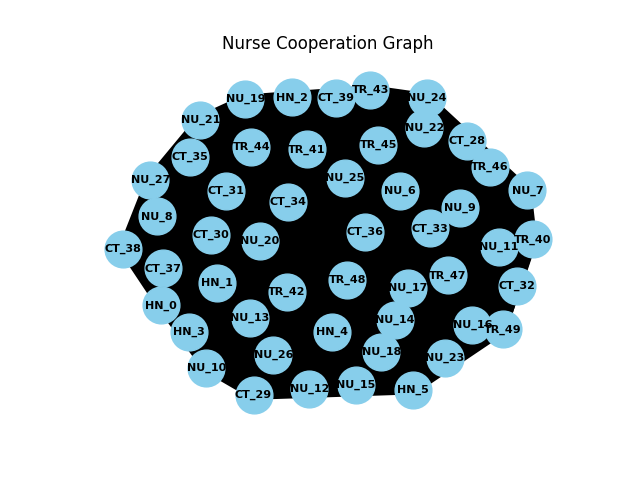 Nurse Cooperation Graph
TR_43
NU_19
HN_2
CT_39
NU_24
NU_21
NU_22
CT_28
TR_44
TR_41
TR_45
CT_35
TR_46
NU_27
NU_25
CT_31
NU_6
NU_7
CT_34
NU_8
NU_9
CT_30
CT_36
CT_33
CT_38
NU_20
NU_11
TR_40
CT_37
HN_1
TR_48
TR_47
CT_32
HN_0
TR_42
NU_17
NU_13
NU_14
HN_3
HN_4
NU_16
TR_49
NU_26
NU_18
NU_23
NU_10
CT_29
NU_12
NU_15
HN_5